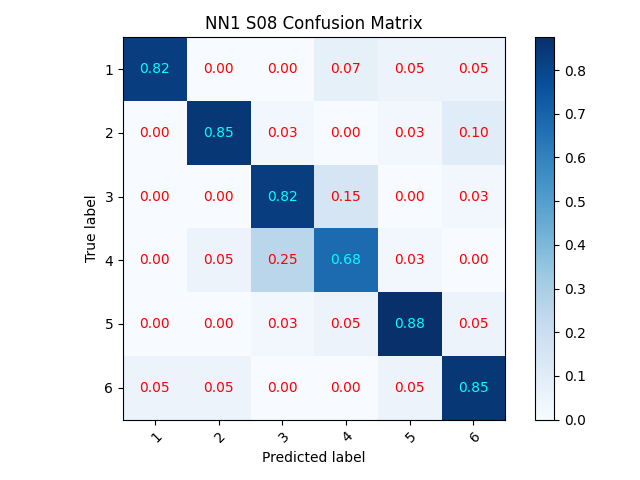 NN1 S08 Confusion Matrix
True label
1 0.82 0.00 0.00 0.07 0.05 0.05
2 0.00 0.85 0.03 0.00 0.03 0.10
3 0.00 0.00 0.82 0.15 0.00 0.03
4 0.00 0.05 0.25 0.68 0.03 0.00
5 0.00 0.00 0.03 0.05 0.88 0.05
6 0.05 0.05 0.00 0.00 0.05 0.85
1 2 3 4 5 6
Predicted label
0.8
0.7
0.6
0.5
0.4
0.3
0.2
0.1
0.0